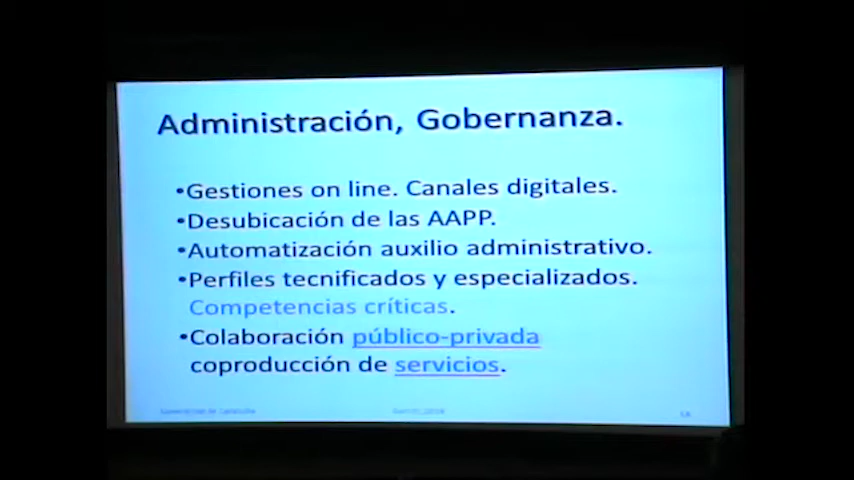 Administración, Gobernanza.
•Gestiones on line. Canales digitales.
•Desubicación de las AAPP.
•Automatización auxilio administrativo.
•Perfiles tecnificados y especializados.
Competencias críticas.
•Colaboración público-privada
coproducción de servicios.